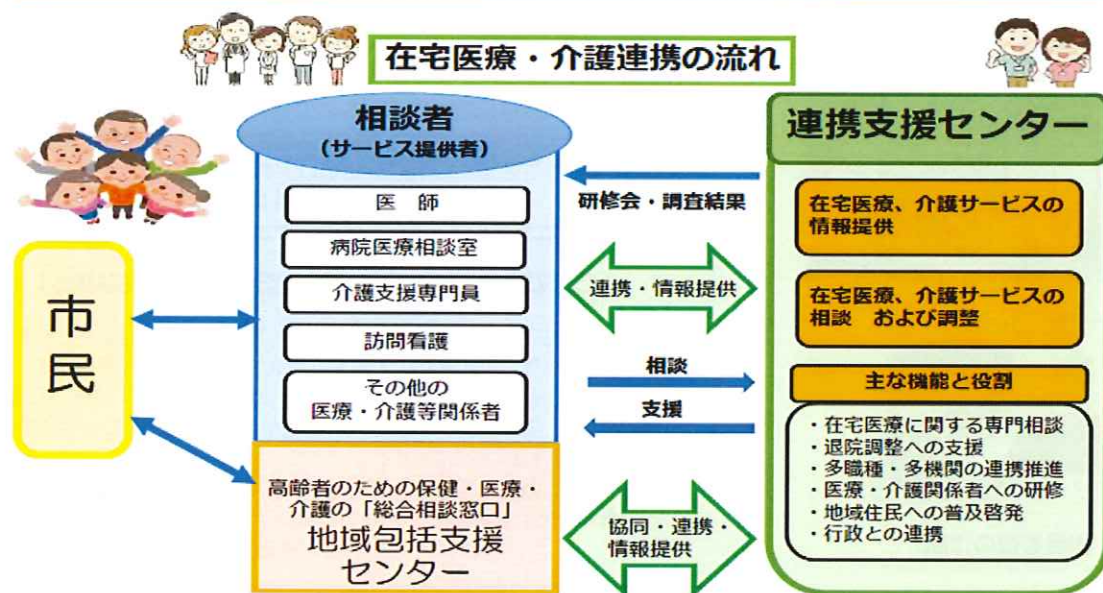 在宅医療・介護連携の流れ
市
民
相談者
(サービス提供者)
医 師
病院医療相談室
介護支援専門員
訪問看護
その他の
医療・介護等関係者
高齢者のための保健・医療・
介護の「総合相談窓口」
地域包括支援
センター
研修会・調査結果
連携・情報提供
相談
支援
協同・連携・
情報提供
連携支援センター
在宅医療、介護サービスの
情報提供
在宅医療、介護サービスの
相談 および調整
主な機能と役割
・在宅医療に関する専門相談
・退院調整への支援
・多職種・多機関の連携推進
・医療・介護関係者への研修
・地域住民への普及啓発
・行政との連携